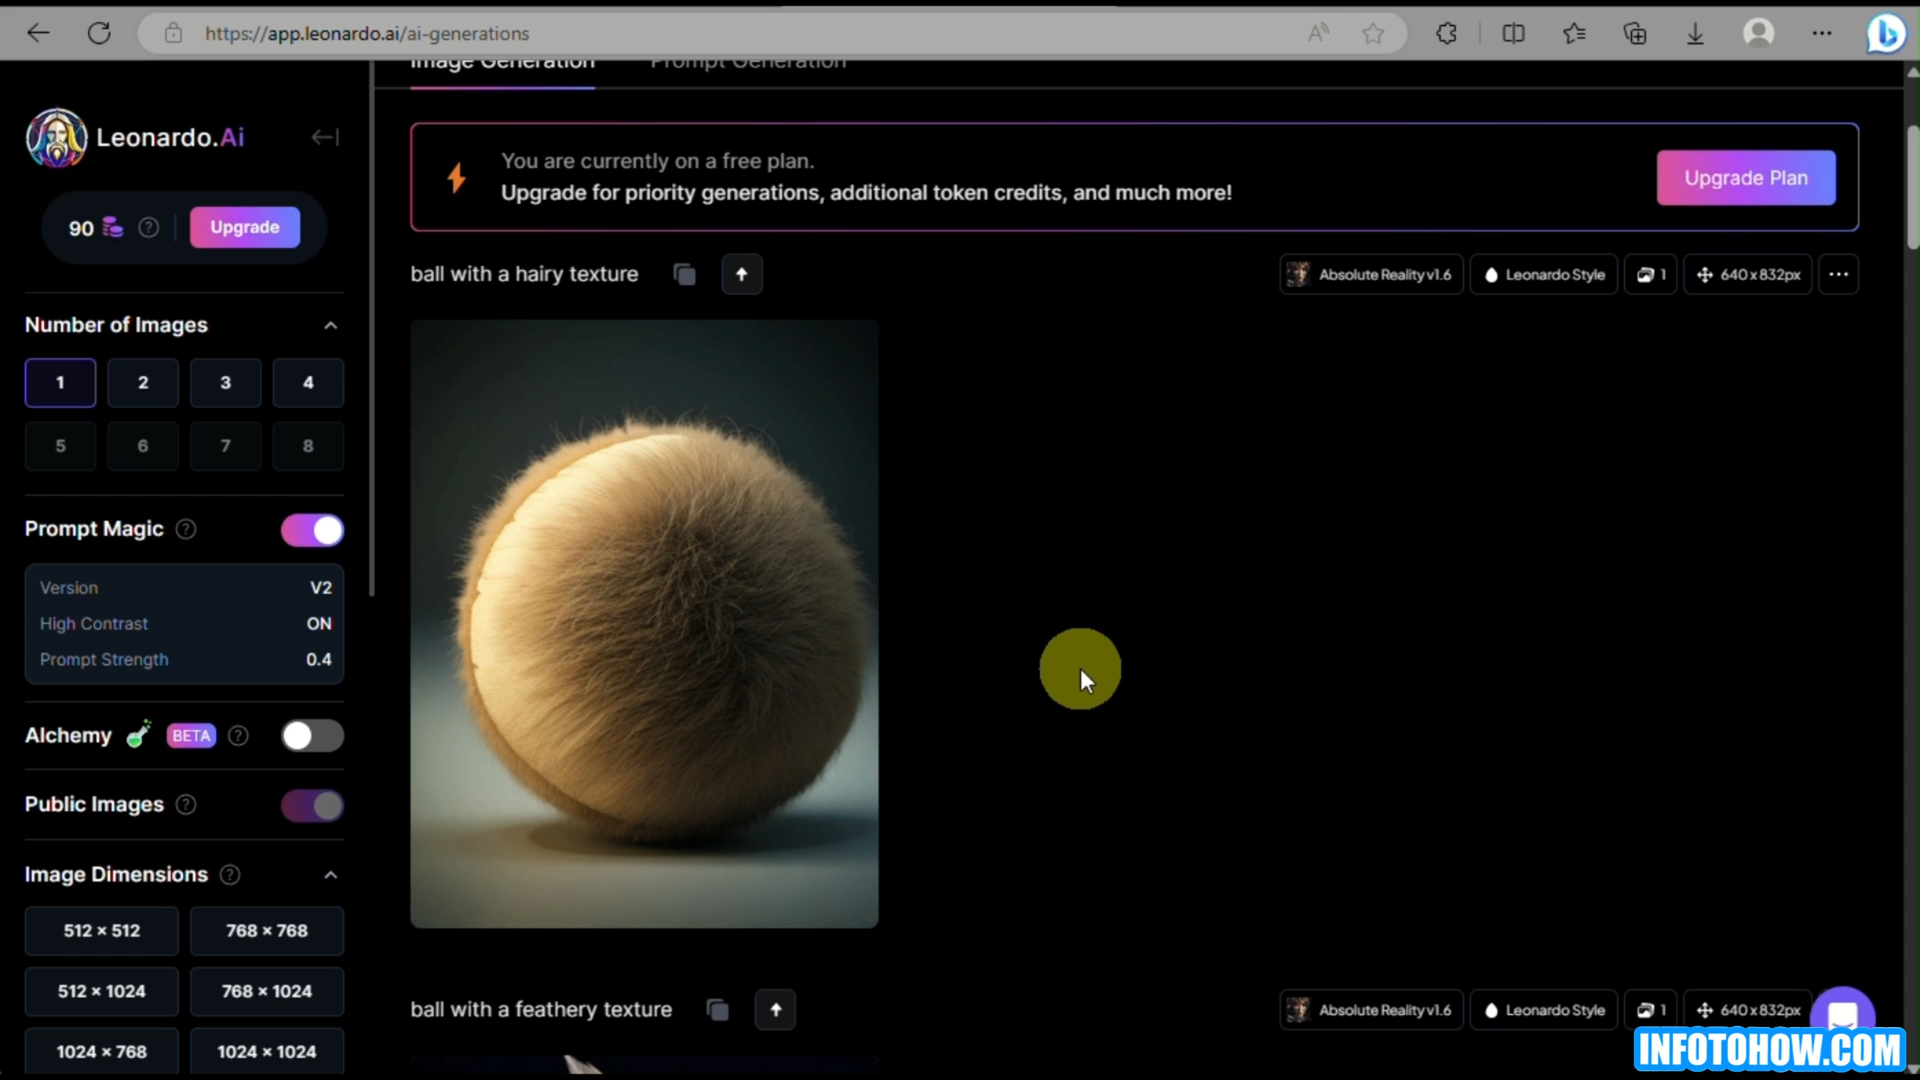 https://app.leonardo.ai/ai-generations
Image Generation
Prompt Generation
Leonardo.Ai
90
Upgrade
You are currently on a free plan.
Upgrade for priority generations, additional token credits, and much more!
Upgrade Plan
ball with a hairy texture
Absolute Reality v1.6
Leonardo Style
1
640 x 832px
Number of Images
1 2 3 4
5 6 7 8
Prompt Magic
Version V2
High Contrast ON
Prompt Strength 0.4
Alchemy BETA
Public Images
Image Dimensions
512 × 512 768 × 768
512 × 1024 768 × 1024
1024 × 768 1024 × 1024
ball with a feathery texture
Absolute Reality v1.6
Leonardo Style
1
640 x 832px
INFOTOHOW.COM